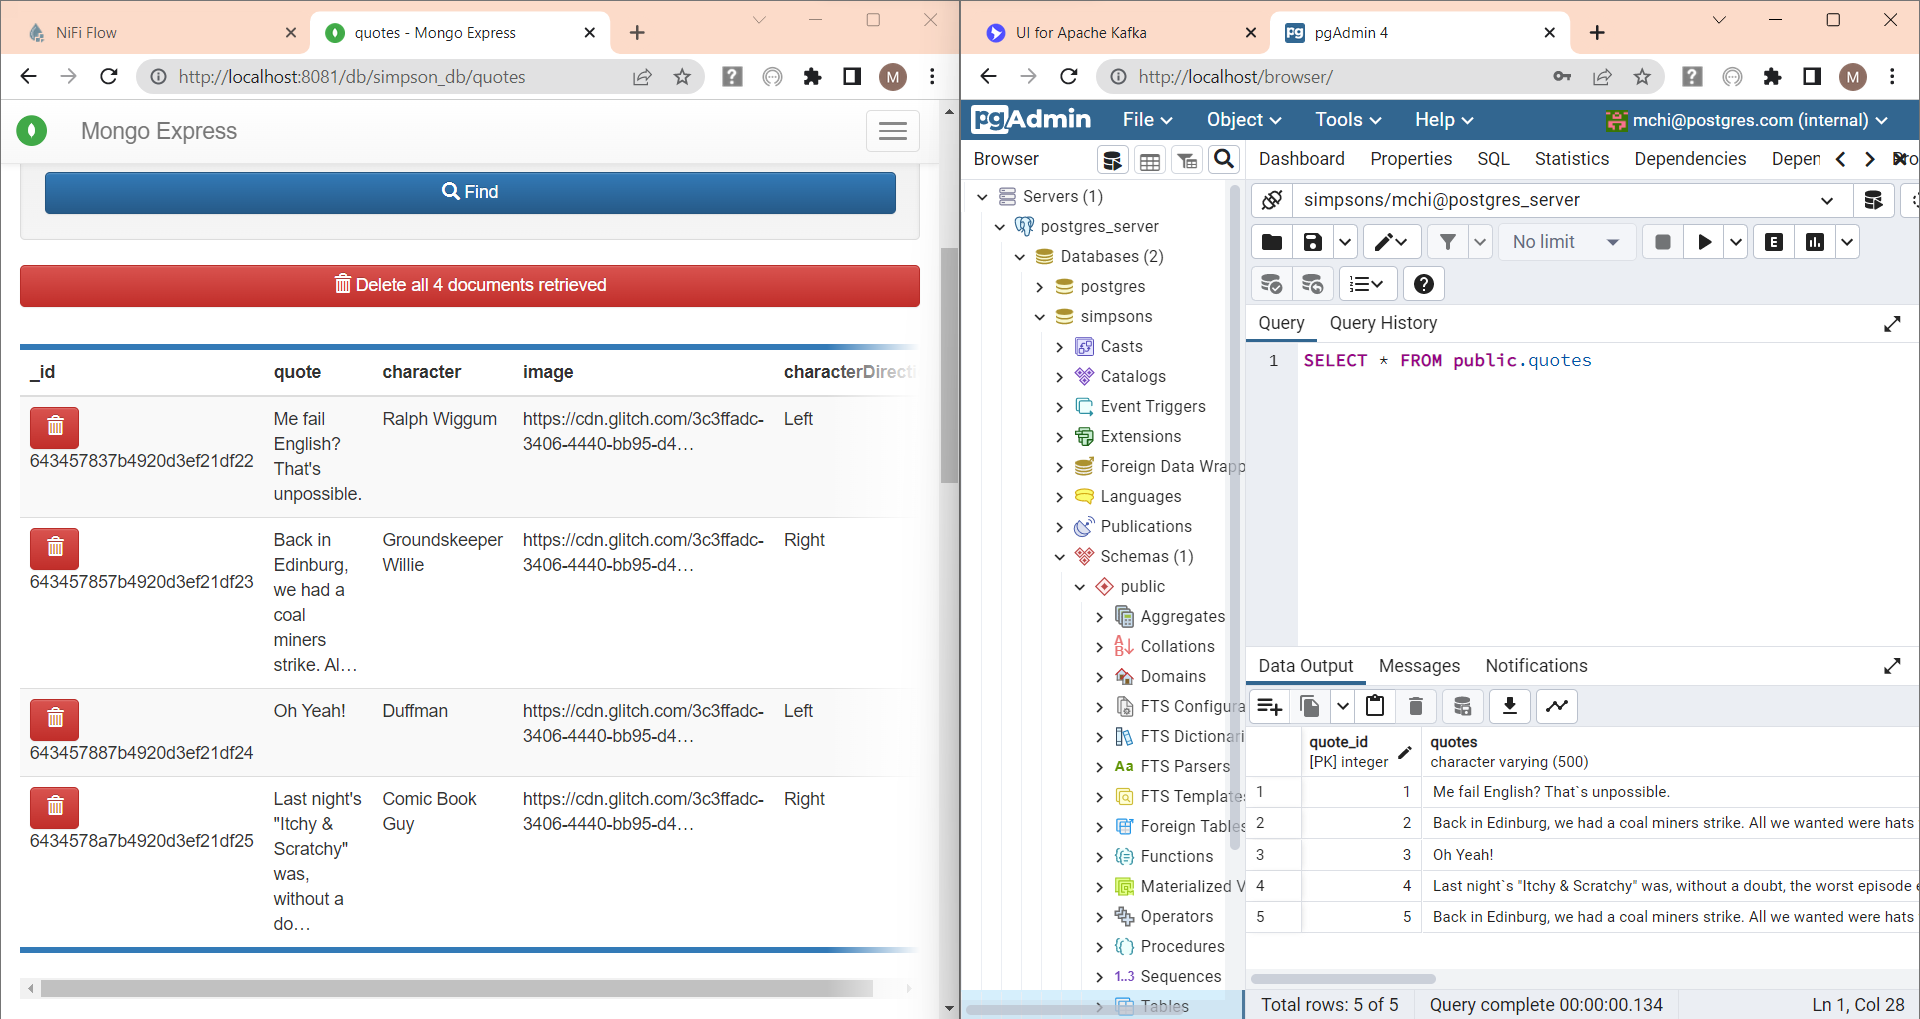 NiFi Flow
quotes - Mongo Express
http://localhost:8081/db/simpson_db/quotes
M
Mongo Express
Find
Delete all 4 documents retrieved
_id quote character image characterDirecti
643457837b4920d3ef21df22
Me fail
English?
That's
unpossible.
Ralph Wiggum
https://cdn.glitch.com/3c3ffadc-
3406-4440-bb95-d4…
Left
643457857b4920d3ef21df23
Back in
Edinburg,
we had a
coal
miners
strike. Al…
Groundskeeper
Willie
https://cdn.glitch.com/3c3ffadc-
3406-4440-bb95-d4…
Right
643457887b4920d3ef21df24
Oh Yeah!
Duffman
https://cdn.glitch.com/3c3ffadc-
3406-4440-bb95-d4…
Left
6434578a7b4920d3ef21df25
Last night's
"Itchy &
Scratchy"
was,
without a
do…
Comic Book
Guy
https://cdn.glitch.com/3c3ffadc-
3406-4440-bb95-d4…
Right
UI for Apache Kafka
pgAdmin 4
http://localhost/browser/
M
pgAdmin File Object Tools Help mchi@postgres.com (internal)
Browser
Servers (1)
postgres_server
Databases (2)
postgres
simpsons
Casts
Catalogs
Event Triggers
Extensions
Foreign Data Wrapp
Languages
Publications
Schemas (1)
public
Aggregates
Collations
Domains
FTS Configura
FTS Dictionari
Aa FTS Parsers
FTS Templates
Foreign Tables
Functions
Materialized V
Operators
Procedures
1..3 Sequences
Tables
Dashboard Properties SQL Statistics Dependencies Depen
simpsons/mchi@postgres_server
No limit
E
Query Query History
1 SELECT * FROM public.quotes
Data Output Messages Notifications
quote_id quotes
[PK] integer character varying (500)
1 1 Me fail English? That`s unpossible.
2 2 Back in Edinburg, we had a coal miners strike. All we wanted were hats
3 3 Oh Yeah!
4 4 Last night`s "Itchy & Scratchy" was, without a doubt, the worst episode e
5 5 Back in Edinburg, we had a coal miners strike. All we wanted were hats
Total rows: 5 of 5 Query complete 00:00:00.134 Ln 1, Col 28